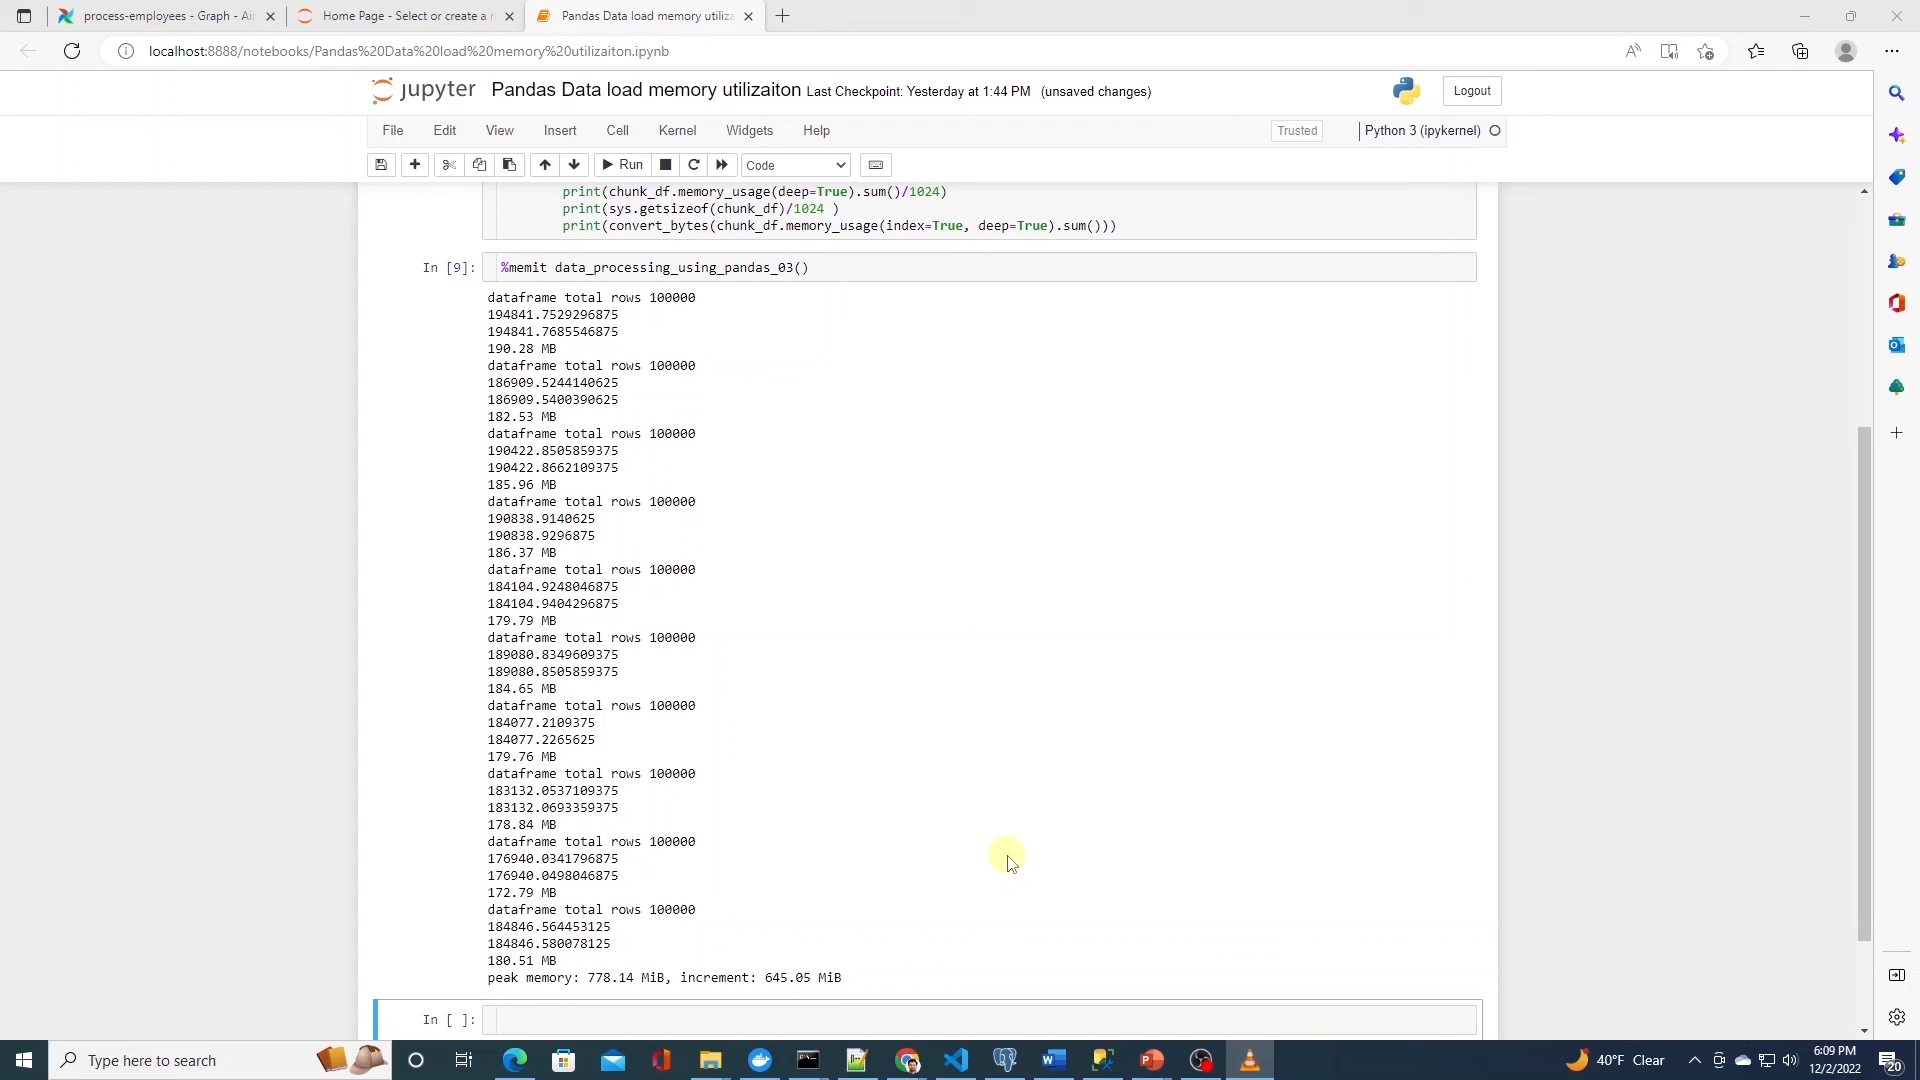 process-employees - Graph - Air
Home Page - Select or create a n
Pandas Data load memory utiliza
localhost:8888/notebooks/Pandas%20Data%20load%20memory%20utilizaiton.ipynb
jupyter Pandas Data load memory utilizaiton Last Checkpoint: Yesterday at 1:44 PM (unsaved changes)
Logout
File Edit View Insert Cell Kernel Widgets Help
Trusted
Python 3 (ipykernel)
Run
Code
print(chunk_df.memory_usage(deep=True).sum()/1024)
print(sys.getsizeof(chunk_df)/1024 )
print(convert_bytes(chunk_df.memory_usage(index=True, deep=True).sum()))
In [9]: %memit data_processing_using_pandas_03()
dataframe total rows 100000
194841.7529296875
194841.7685546875
190.28 MB
dataframe total rows 100000
186909.5244140625
186909.5400390625
182.53 MB
dataframe total rows 100000
190422.8505859375
190422.8662109375
185.96 MB
dataframe total rows 100000
190838.9140625
190838.9296875
186.37 MB
dataframe total rows 100000
184104.9248046875
184104.9404296875
179.79 MB
dataframe total rows 100000
189080.8349609375
189080.8505859375
184.65 MB
dataframe total rows 100000
184077.2109375
184077.2265625
179.76 MB
dataframe total rows 100000
183132.0537109375
183132.0693359375
178.84 MB
dataframe total rows 100000
176940.0341796875
176940.0498046875
172.79 MB
dataframe total rows 100000
184846.564453125
184846.580078125
180.51 MB
peak memory: 778.14 MiB, increment: 645.05 MiB
In [ ]:
Type here to search
40°F Clear
6:09 PM
12/2/2022
20